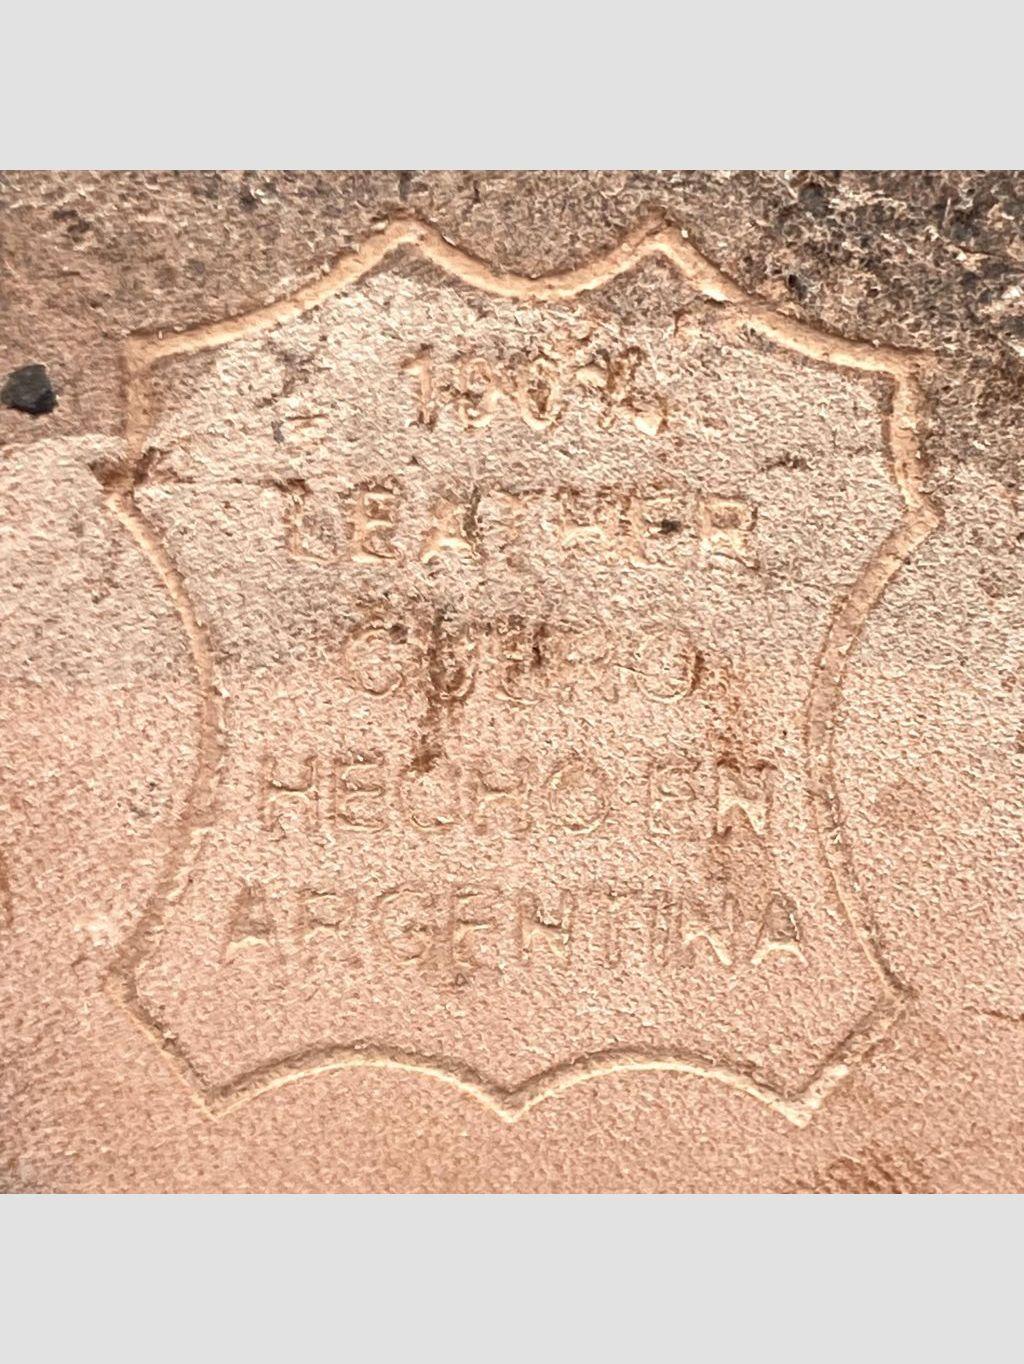 100%
LEATHER
CUERO
HECHO EN
ARGENTINA